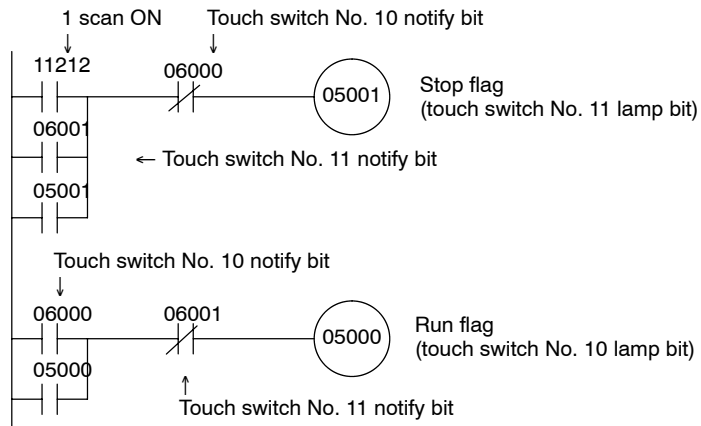 1 scan ON Touch switch No. 10 notify bit
↓ ↓
11212 06000
05001 Stop flag
(touch switch No. 11 lamp bit)
06001
← Touch switch No. 11 notify bit
05001
Touch switch No. 10 notify bit
↓
06000 06001
05000 Run flag
(touch switch No. 10 lamp bit)
05000
↑
Touch switch No. 11 notify bit